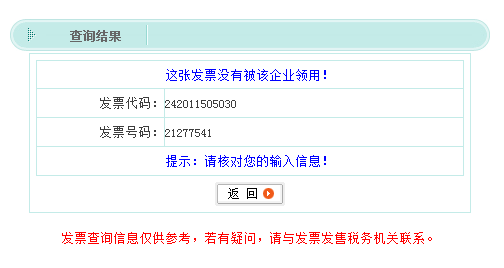 查询结果
这张发票没有被该企业领用!
发票代码: 242011505030
发票号码: 21277541
提示: 请核对您的输入信息!
返 回
发票查询信息仅供参考，若有疑问，请与发票发售税务机关联系。